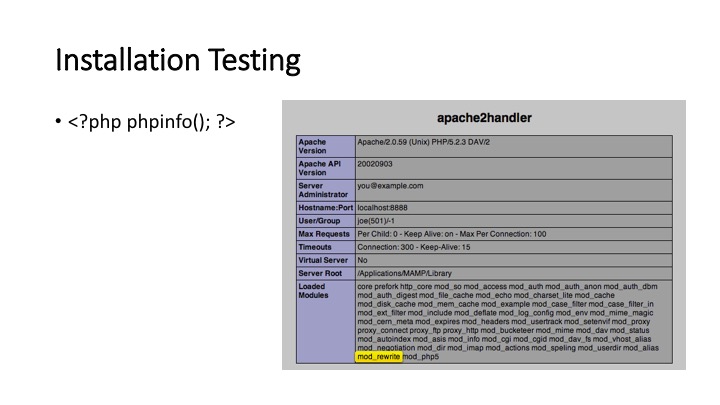 Installation Testing
• <?php phpinfo(); ?>
apache2handler
Apache Version Apache/2.0.59 (Unix) PHP/5.2.3 DAV/2
Apache API Version 20020903
Server Administrator you@example.com
Hostname:Port localhost:8888
User/Group joe(501)/-1
Max Requests Per Child: 0 - Keep Alive: on - Max Per Connection: 100
Timeouts Connection: 300 - Keep-Alive: 15
Virtual Server No
Server Root /Applications/MAMP/Library
Loaded Modules core prefork http_core mod_so mod_access mod_auth mod_auth_anon mod_auth_dbm
mod_auth_digest mod_file_cache mod_echo mod_charset_lite mod_cache
mod_disk_cache mod_mem_cache mod_example mod_case_filter mod_case_filter_in
mod_ext_filter mod_include mod_deflate mod_log_config mod_env mod_mime_magic
mod_cern_meta mod_expires mod_headers mod_usertrack mod_setenvif mod_proxy
proxy_connect proxy_ftp proxy_http mod_bucketeer mod_mime mod_dav mod_status
mod_autoindex mod_asis mod_info mod_cgi mod_cgid mod_dav_fs mod_vhost_alias
mod_negotiation mod_dir mod_imap mod_actions mod_speling mod_userdir mod_alias
mod_rewrite mod_php5